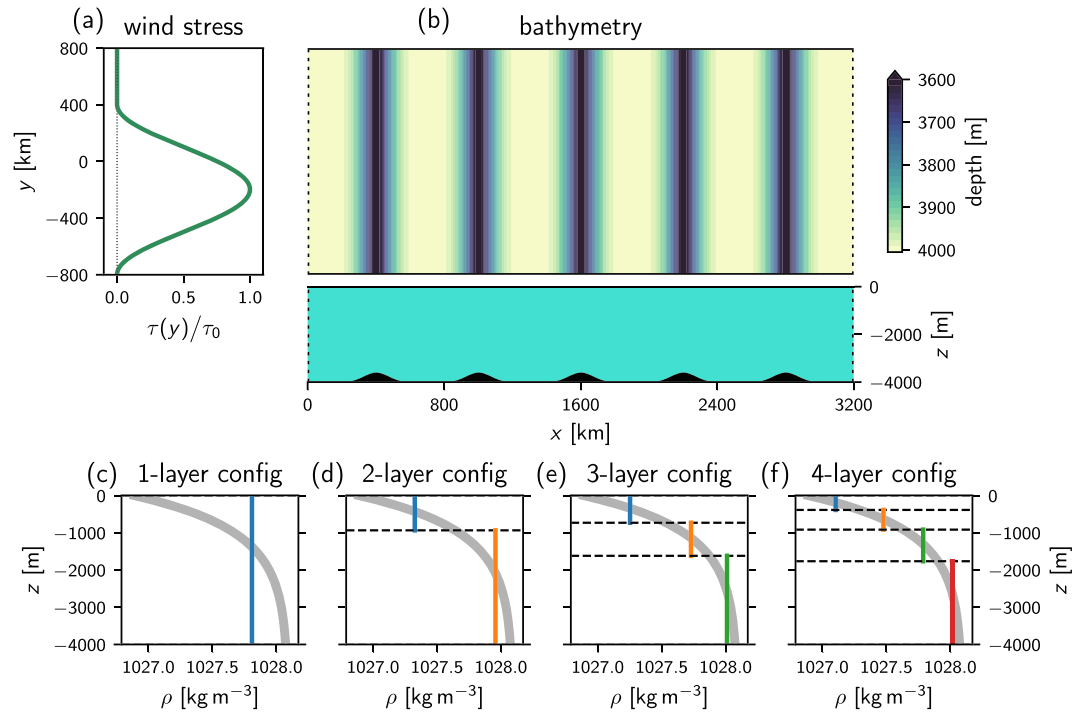 (a) wind stress
800
400
0
−400
−800
y [km]
0.0 0.5 1.0
τ(y)/τ0
(b) bathymetry
3600
3700
3800
3900
4000
depth [m]
0
−2000
−4000
z [m]
0 800 1600 2400 3200
x [km]
(c) 1-layer config
0
−1000
−2000
−3000
−4000
z [m]
1027.0 1027.5 1028.0
ρ [kg m−3]
(d) 2-layer config
1027.0 1027.5 1028.0
ρ [kg m−3]
(e) 3-layer config
1027.0 1027.5 1028.0
ρ [kg m−3]
(f) 4-layer config
0
−1000
−2000
−3000
−4000
z [m]
1027.0 1027.5 1028.0
ρ [kg m−3]